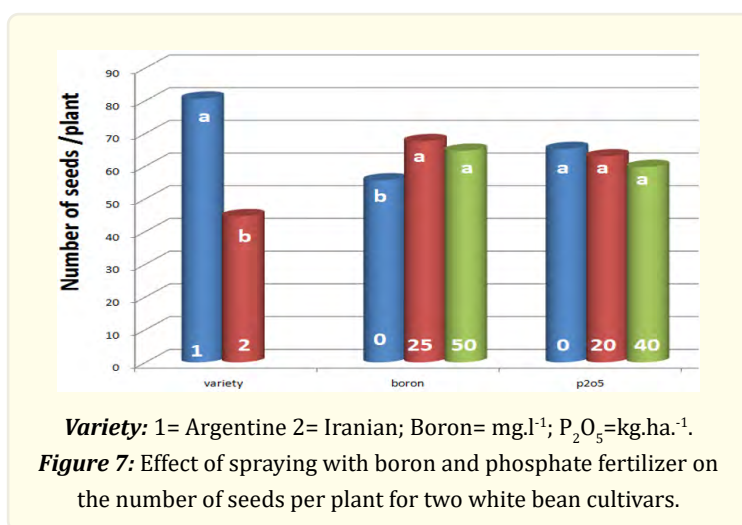 Number of seeds /plant
90
80
70
60
50
40
30
20
10
0
a
b
b
a
a
a
a
a
1
2
0
25
50
0
20
40
variety
boron
p2o5
Variety: 1= Argentine 2= Iranian; Boron= mg.l⁻¹; P₂O₅=kg.ha.⁻¹.
Figure 7: Effect of spraying with boron and phosphate fertilizer on
the number of seeds per plant for two white bean cultivars.